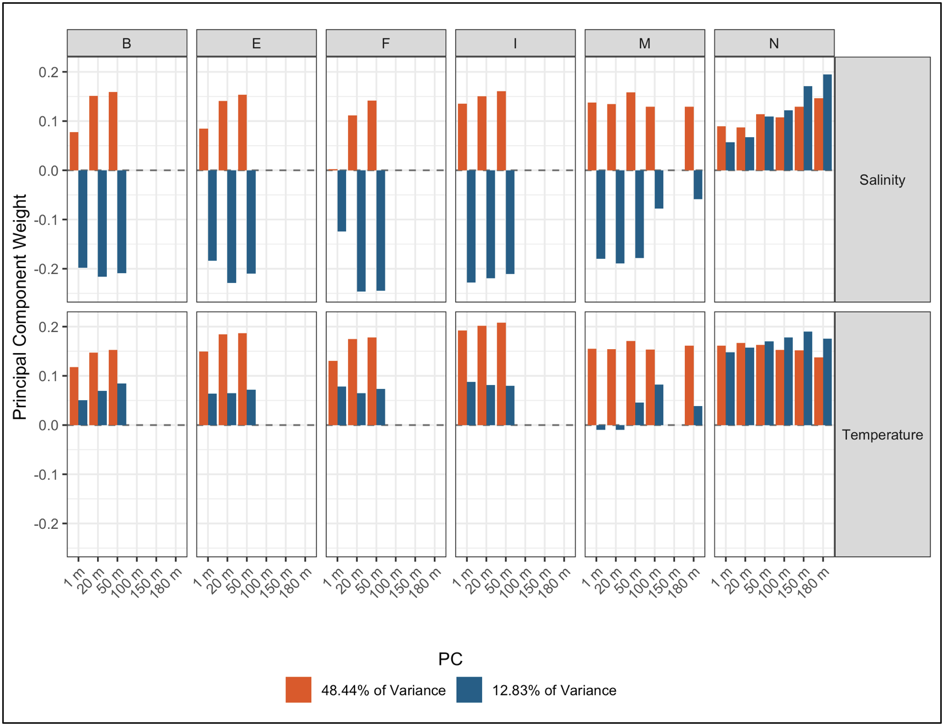 B E F I M N
Principal Component Weight
0.2
0.1
0.0
-0.1
-0.2
Salinity
0.2
0.1
0.0
-0.1
-0.2
Temperature
1 m 20 m 50 m 100 m 150 m 180 m 1 m 20 m 50 m 100 m 150 m 180 m 1 m 20 m 50 m 100 m 150 m 180 m 1 m 20 m 50 m 100 m 150 m 180 m 1 m 20 m 50 m 100 m 150 m 180 m 1 m 20 m 50 m 100 m 150 m 180 m
PC
48.44% of Variance 12.83% of Variance